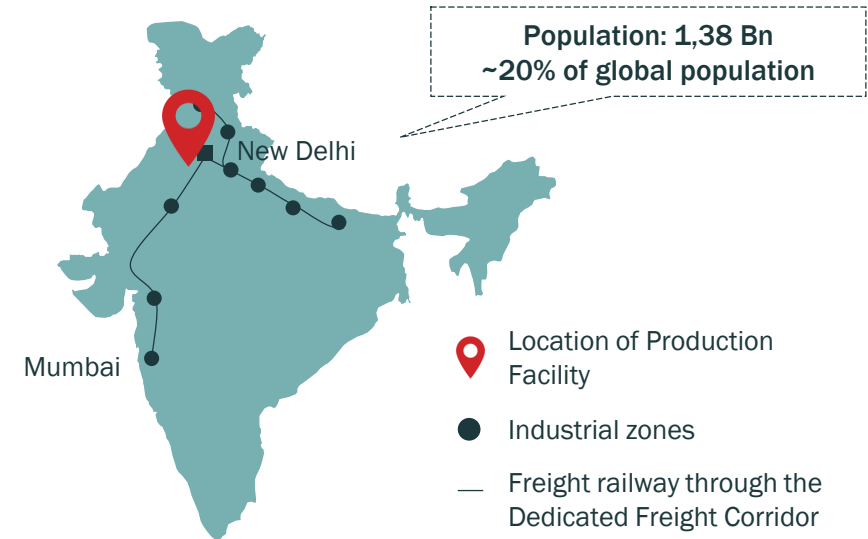 Population: 1,38 Bn
~20% of global population
New Delhi
Mumbai
Location of Production
Facility
Industrial zones
Freight railway through the
Dedicated Freight Corridor